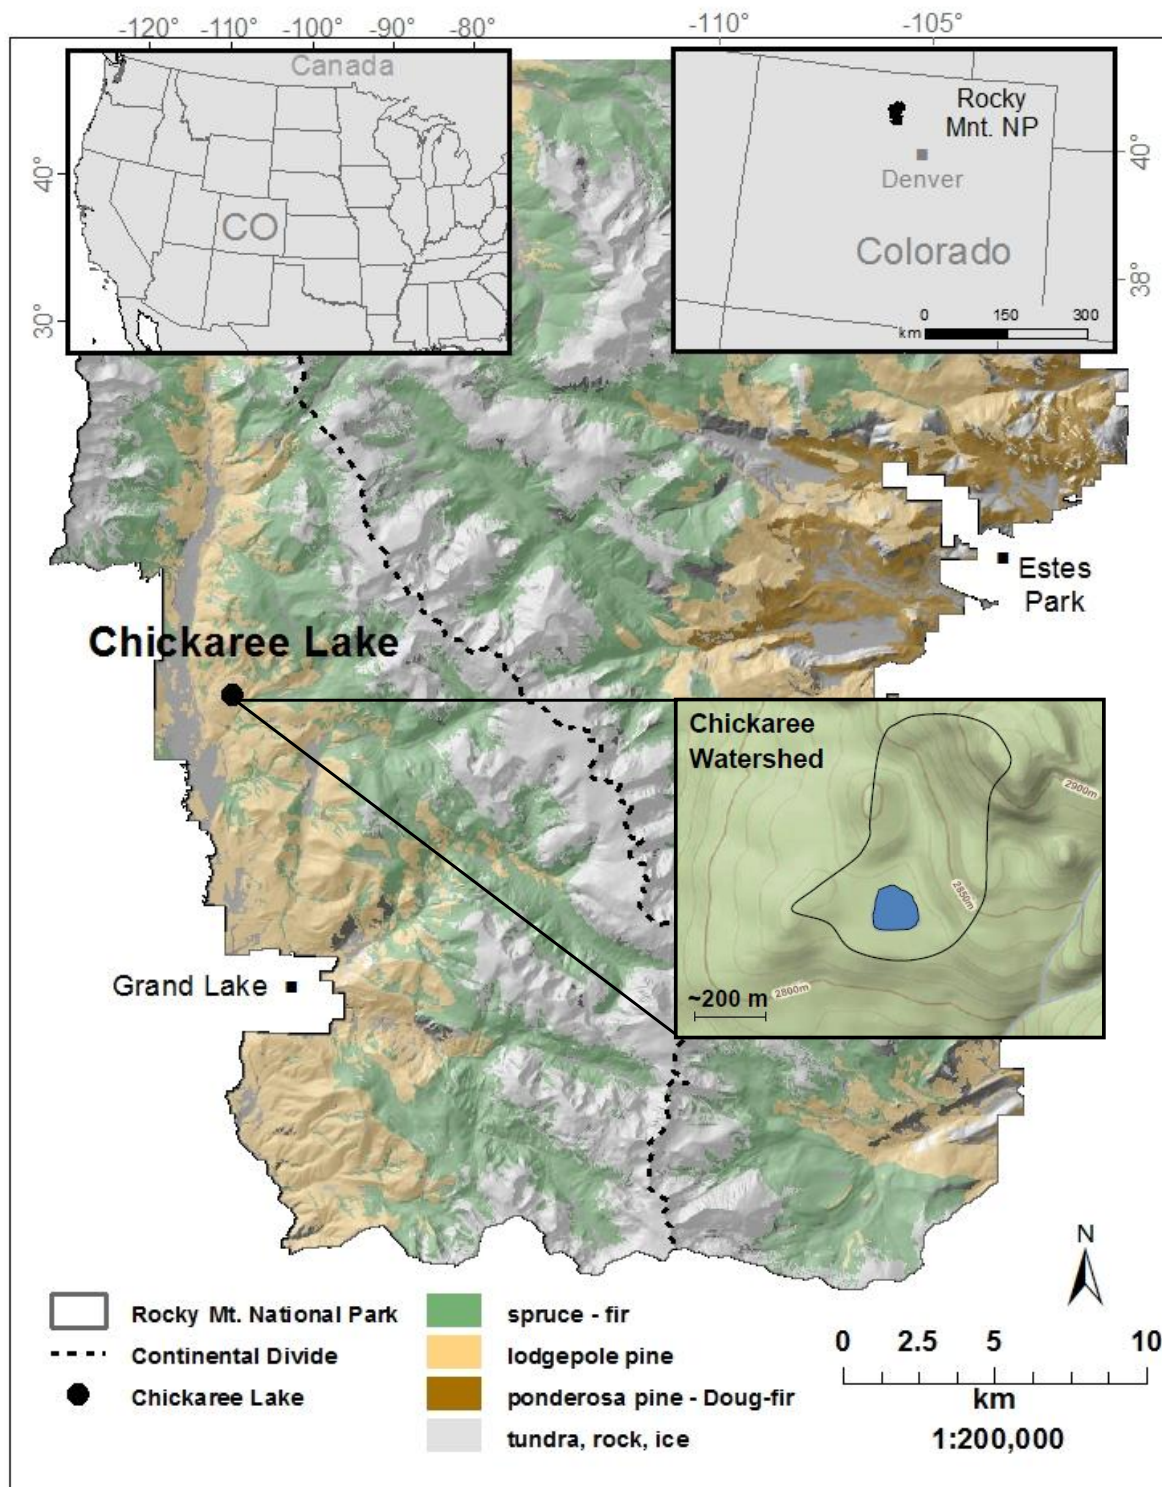 -120° -110° -100° -90° -80° -110° -105°
Canada
CO
40°
30°
Rocky
Mnt. NP
Denver
Colorado
0 150 300
km
40°
38°
Estes
Park
Chickaree Lake
Chickaree
Watershed
2900m
2850m
2800m
~200 m
Grand Lake
N
Rocky Mt. National Park
Continental Divide
Chickaree Lake
spruce - fir
lodgepole pine
ponderosa pine - Doug-fir
tundra, rock, ice
0 2.5 5 10
km
1:200,000